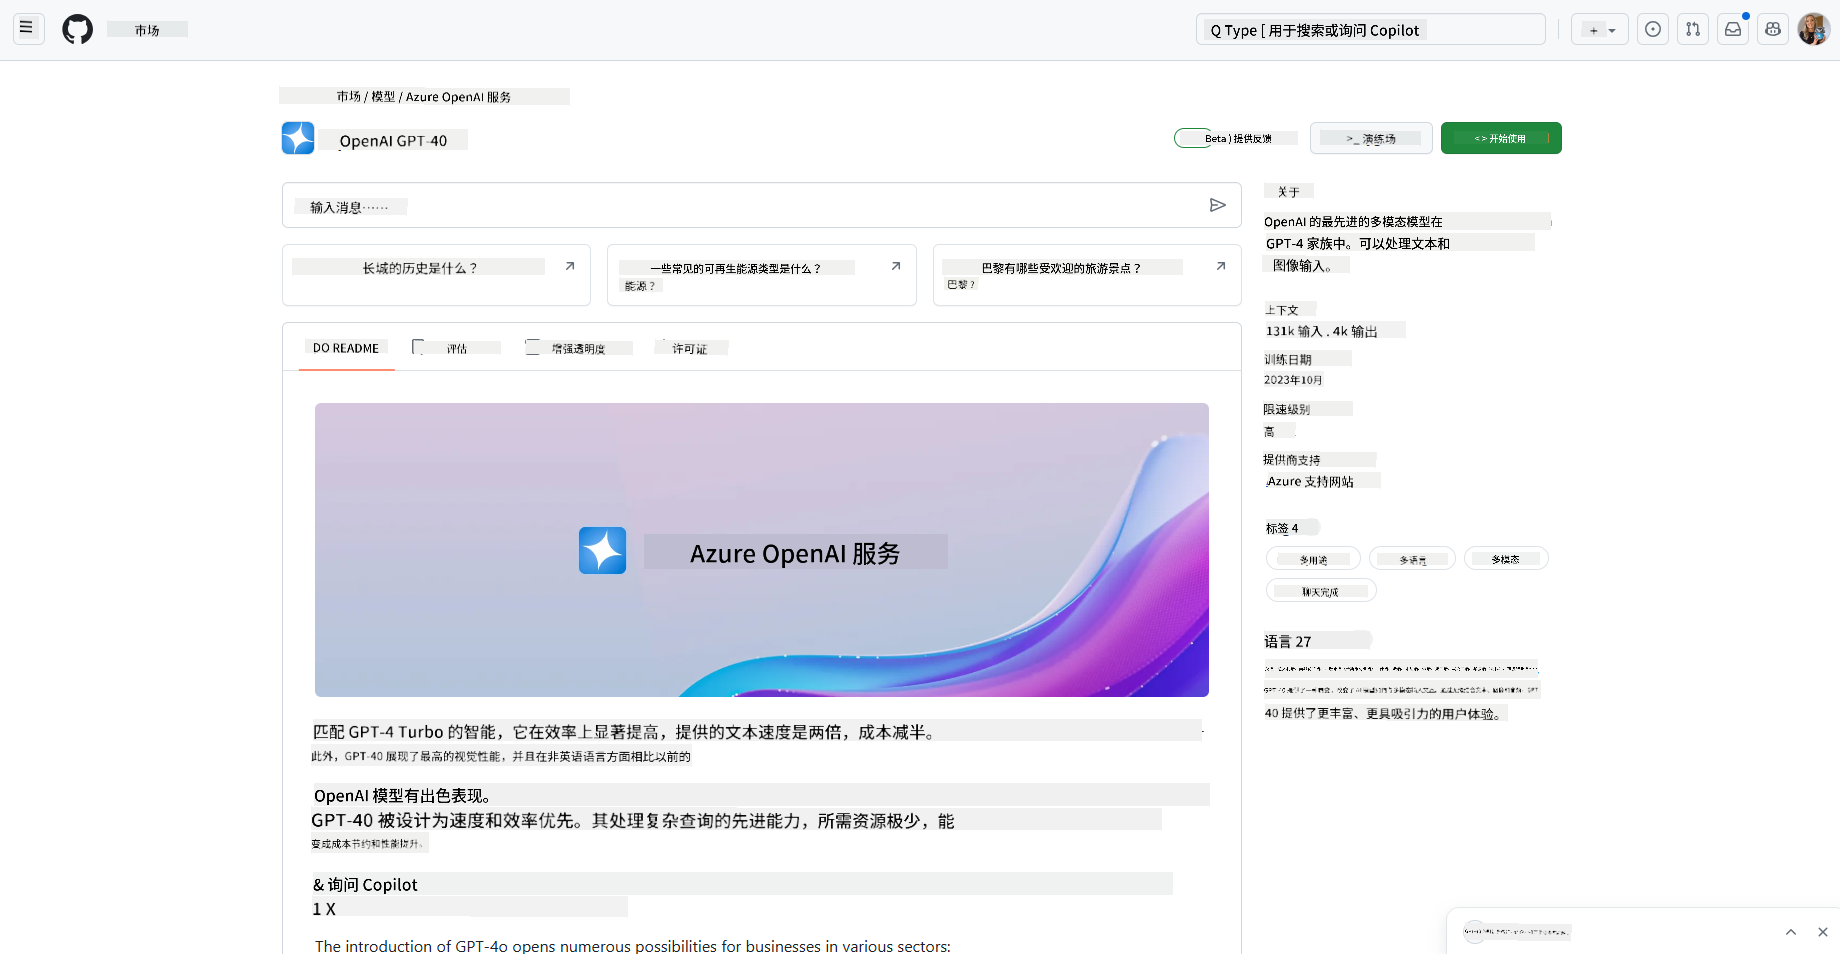 市场
Q Type [ 用于搜索或询问 Copilot
市场 / 模型 / Azure OpenAI 服务
OpenAI GPT-40
Beta ) 提供反馈
>_ 演练场
<> 开始使用
输入消息······
长城的历史是什么？
一些常见的可再生能源类型是什么？
能源？
巴黎有哪些受欢迎的旅游景点？
巴黎？
DO README
评估
增强透明度
许可证
Azure OpenAI 服务
匹配 GPT-4 Turbo 的智能，它在效率上显著提高，提供的文本速度是两倍，成本减半。
此外，GPT-40 展现了最高的视觉性能，并且在非英语语言方面相比以前的
OpenAI 模型有出色表现。
GPT-40 被设计为速度和效率优先。其处理复杂查询的先进能力，所需资源极少，能
变成成本节约和性能提升。
& 询问 Copilot
1 X
The introduction of GPT-4o opens numerous possibilities for businesses in various sectors:
关于
OpenAI 的最先进的多模态模型在
GPT-4 家族中。可以处理文本和
图像输入。
上下文
131k 输入 . 4k 输出
训练日期
2023年10月
限速级别
高
提供商支持
Azure 支持网站
标签 4
多用途
多语言
多模态
聊天完成
语言 27
40 提供了更丰富、更具吸引力的用户体验。